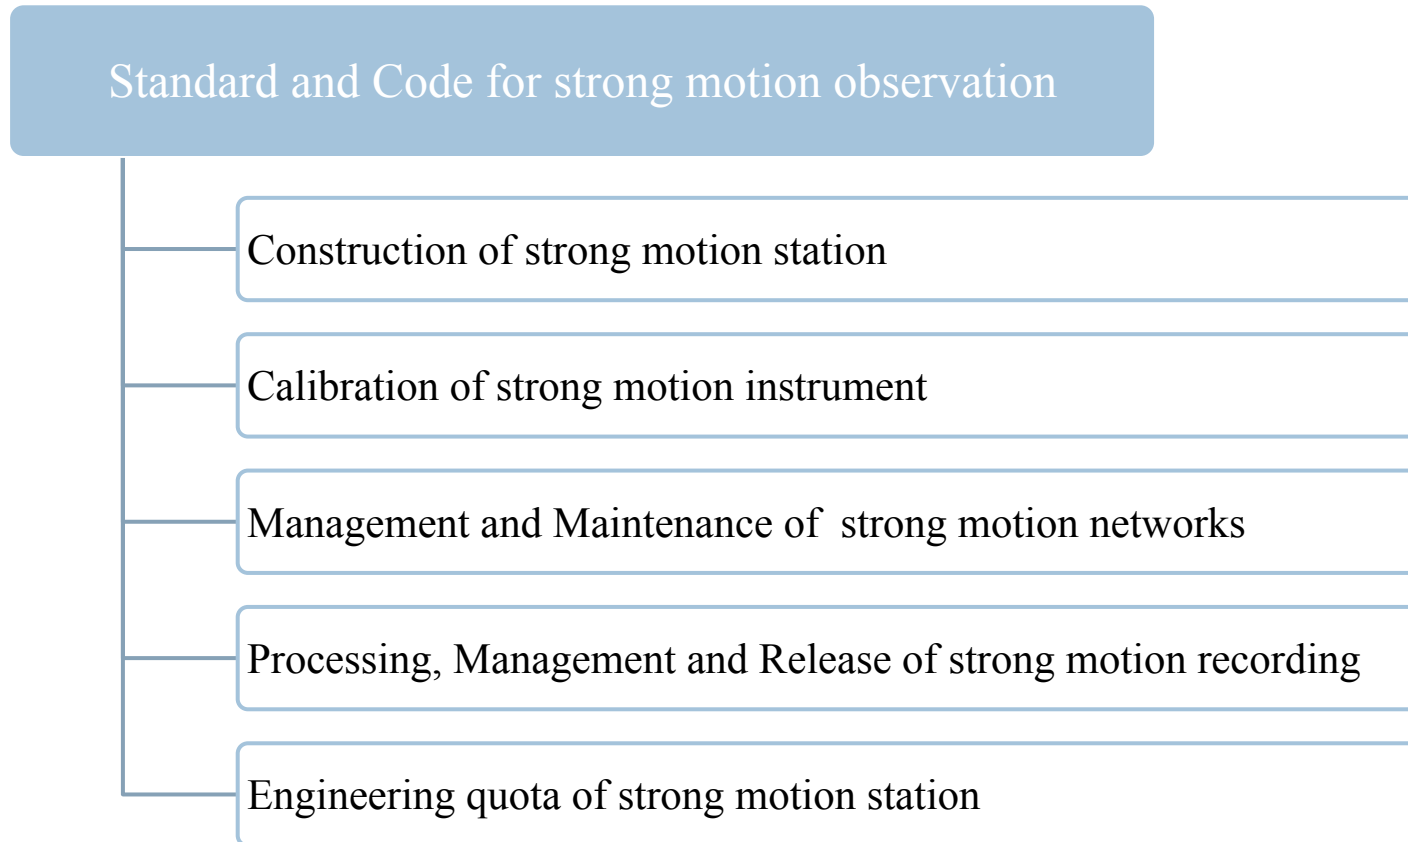 Standard and Code for strong motion observation
Construction of strong motion station
Calibration of strong motion instrument
Management and Maintenance of  strong motion networks
Processing, Management and Release of strong motion recording
Engineering quota of strong motion station